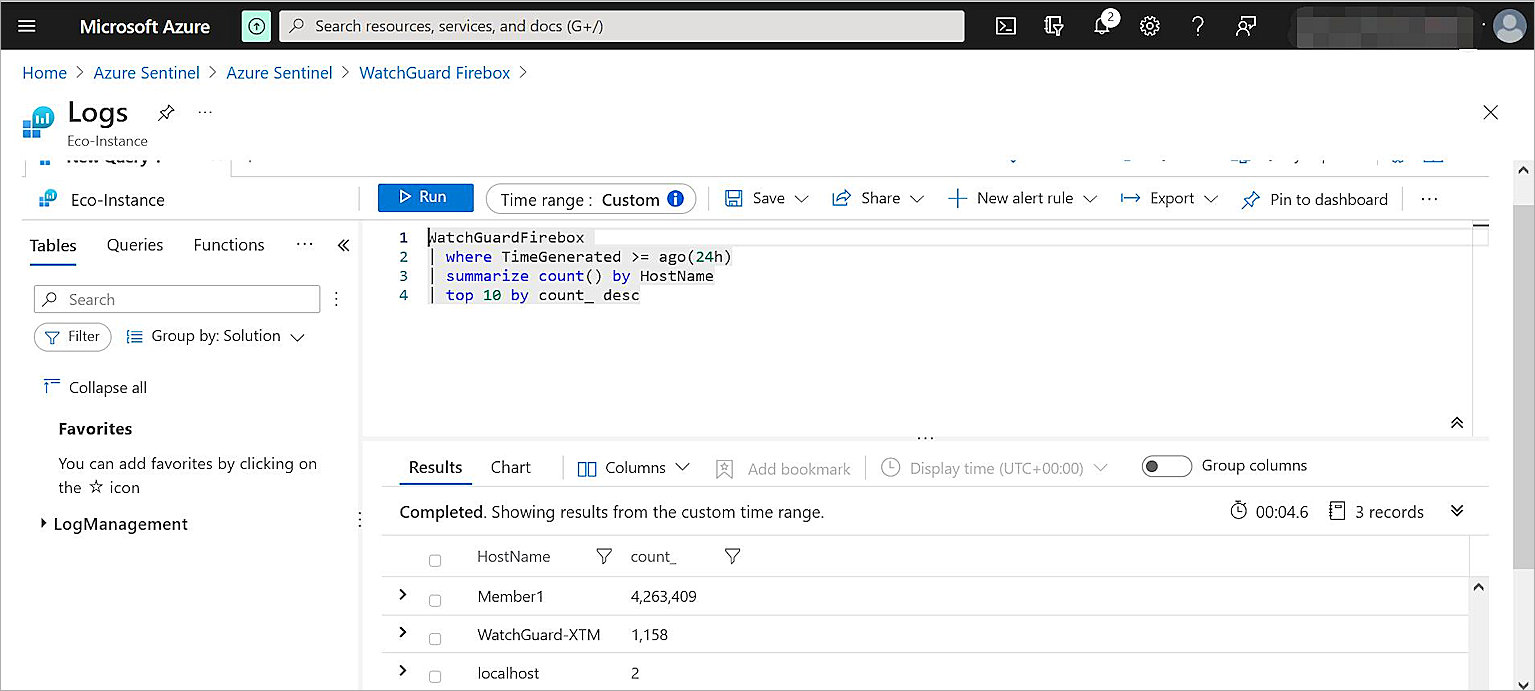 Microsoft Azure
Search resources, services, and docs (G+/)
2
Home > Azure Sentinel > Azure Sentinel > WatchGuard Firebox >
Logs
...
Eco-Instance
Eco-Instance
Run
Time range : Custom
Save
Share
New alert rule
Export
Pin to dashboard
...
Tables
Queries
Functions
...
Search
Filter
Group by: Solution
Collapse all
Favorites
You can add favorites by clicking on
the ☆ icon
LogManagement
1 WatchGuardFirebox
2 | where TimeGenerated >= ago(24h)
3 | summarize count() by HostName
4 | top 10 by count_ desc
Results
Chart
Columns
Add bookmark
Display time (UTC+00:00)
Group columns
Completed. Showing results from the custom time range.
00:04.6
3 records
HostName count_
Member1 4,263,409
WatchGuard-XTM 1,158
localhost 2